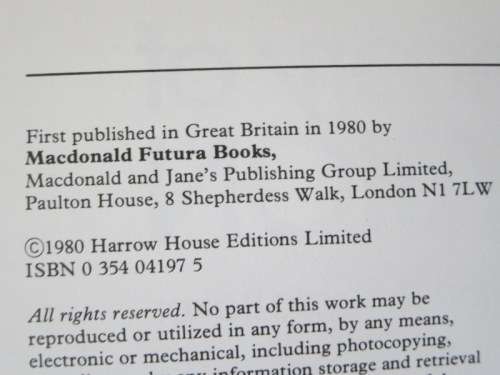 First published in Great Britain in 1980 by
Macdonald Futura Books,
Macdonald and Jane's Publishing Group Limited,
Paulton House, 8 Shepherdess Walk, London N1 7LW
©1980 Harrow House Editions Limited
ISBN 0 354 04197 5
All rights reserved. No part of this work may be
reproduced or utilized in any form, by any means,
electronic or mechanical, including photocopying,
any information storage and retrieval